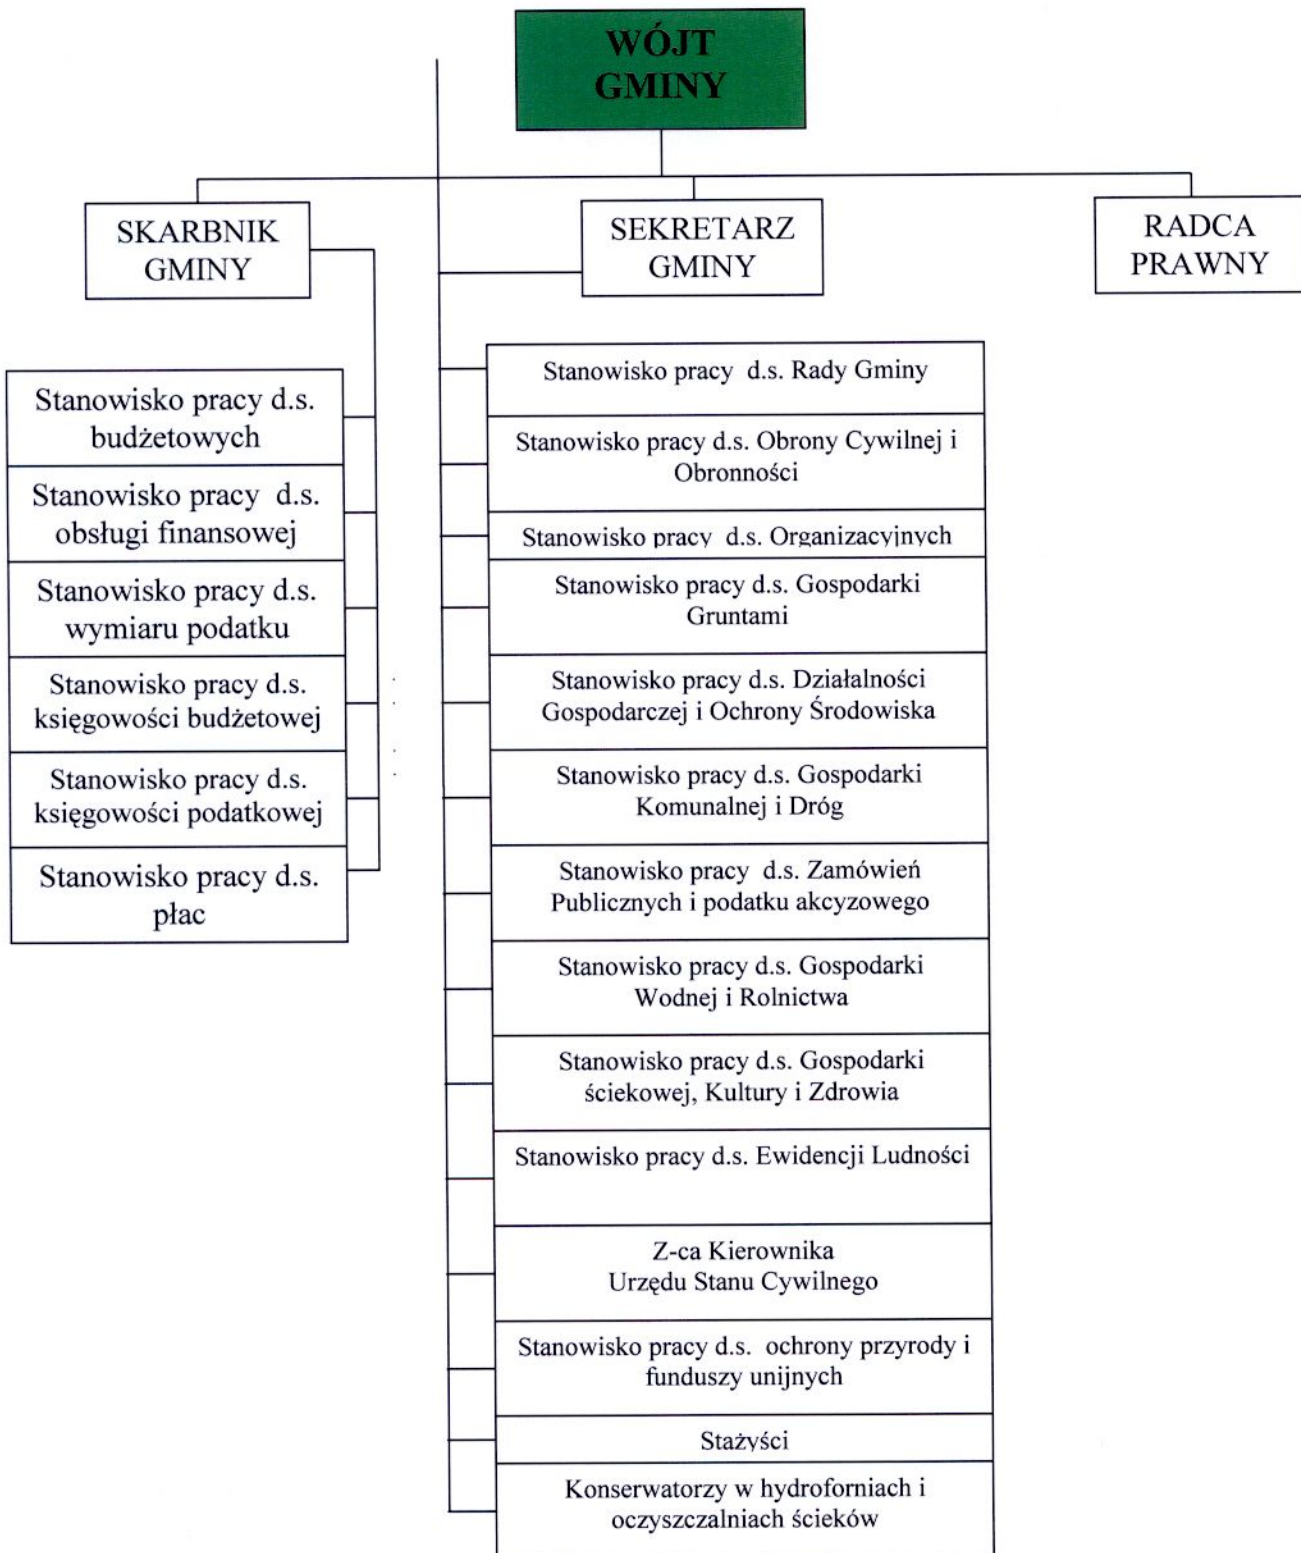 WÓJT
GMINY
SKARBNIK
GMINY
SEKRETARZ
GMINY
RADCA
PRAWNY
Stanowisko pracy d.s.
budżetowych
Stanowisko pracy d.s.
obsługi finansowej
Stanowisko pracy d.s.
wymiaru podatku
Stanowisko pracy d.s.
księgowości budżetowej
Stanowisko pracy d.s.
księgowości podatkowej
Stanowisko pracy d.s.
płac
Stanowisko pracy d.s. Rady Gminy
Stanowisko pracy d.s. Obrony Cywilnej i
Obronności
Stanowisko pracy d.s. Organizacyjnych
Stanowisko pracy d.s. Gospodarki
Gruntami
Stanowisko pracy d.s. Działalności
Gospodarczej i Ochrony Środowiska
Stanowisko pracy d.s. Gospodarki
Komunalnej i Dróg
Stanowisko pracy d.s. Zamówień
Publicznych i podatku akcyzowego
Stanowisko pracy d.s. Gospodarki
Wodnej i Rolnictwa
Stanowisko pracy d.s. Gospodarki
ściekowej, Kultury i Zdrowia
Stanowisko pracy d.s. Ewidencji Ludności
Z-ca Kierownika
Urzędu Stanu Cywilnego
Stanowisko pracy d.s. ochrony przyrody i
funduszy unijnych
Stażyści
Konserwatorzy w hydroforniach i
oczyszczalniach ścieków